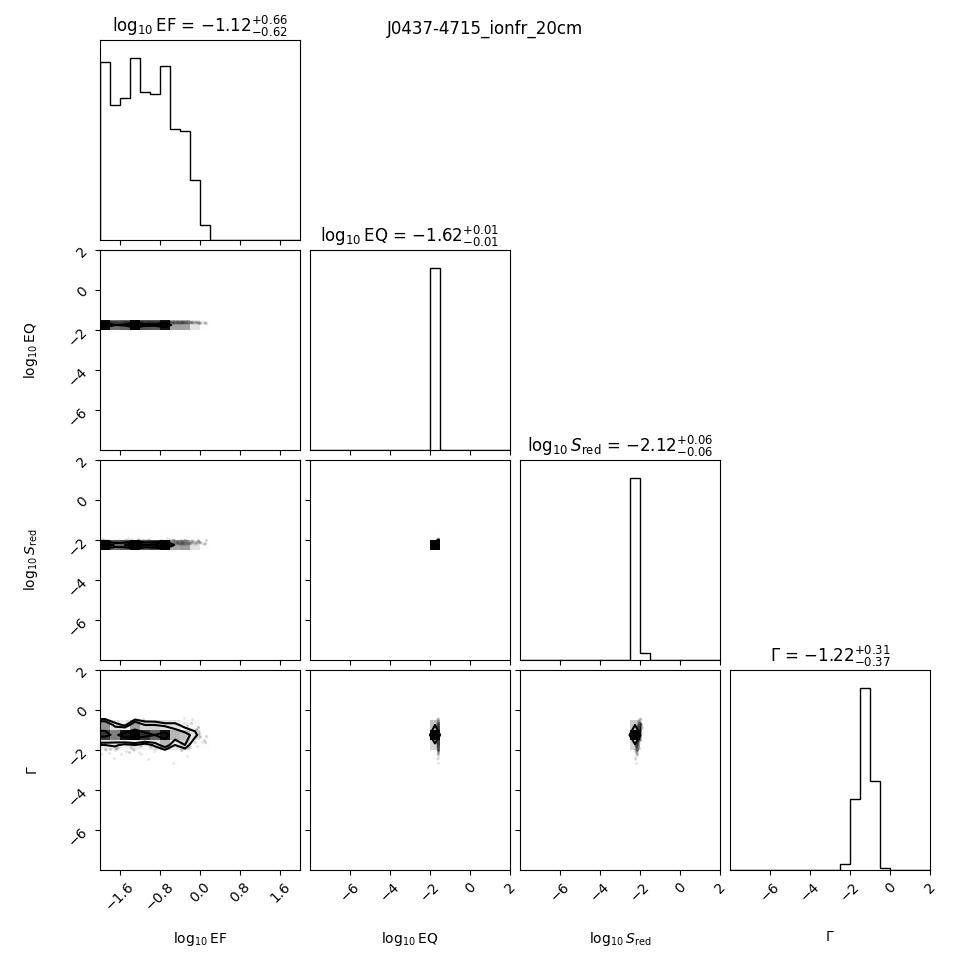 J0437-4715_ionfr_20cm
log₁₀ EF = −1.12⁺⁰·⁶⁶₋₀.₆₂
log₁₀ EQ = −1.62⁺⁰·⁰¹₋₀.₀₁
2
0
−2
−4
−6
log₁₀ EQ
log₁₀ S_red = −2.12⁺⁰·⁰⁶₋₀.₀₆
2
0
−2
−4
−6
log₁₀ S_red
Γ = −1.22⁺⁰·³¹₋₀.₃₇
2
0
−2
−4
−6
Γ
−1.6 −0.8 0.0 0.8 1.6
−6 −4 −2 0 2
−6 −4 −2 0 2
−6 −4 −2 0 2
log₁₀ EF
log₁₀ EQ
log₁₀ S_red
Γ